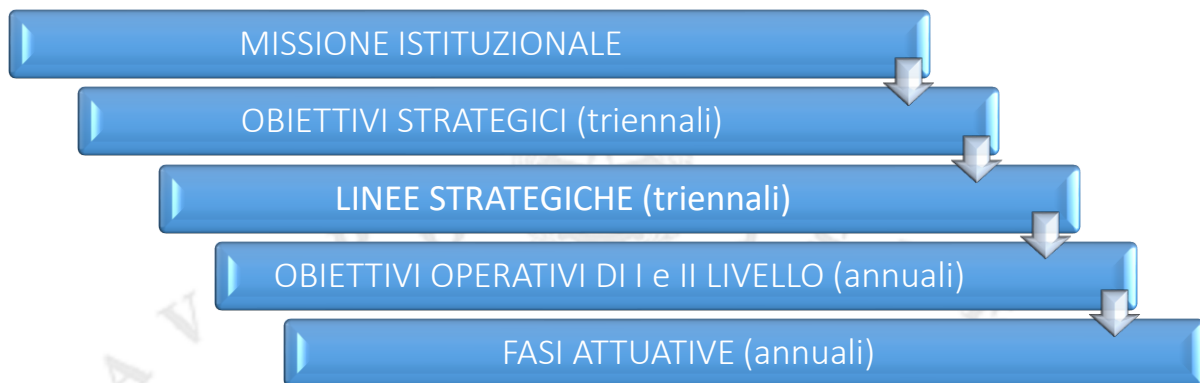 MISSIONE ISTITUZIONALE
OBIETTIVI STRATEGICI (triennali)
LINEE STRATEGICHE (triennali)
OBIETTIVI OPERATIVI DI I e II LIVELLO (annuali)
FASI ATTUATIVE (annuali)